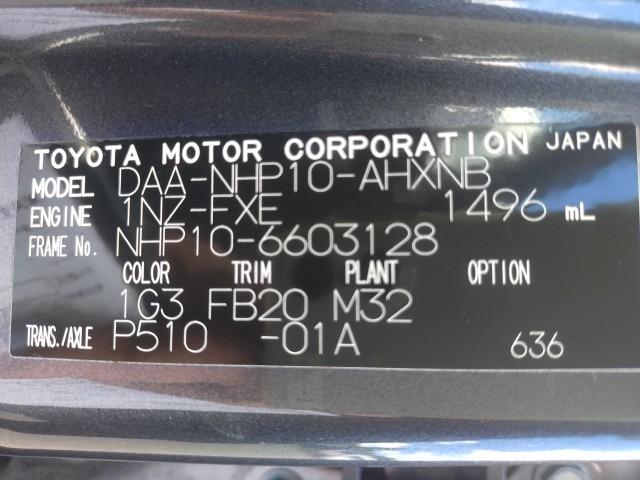 TOYOTA MOTOR CORPORATION JAPAN
MODEL DAA-NHP10-AHXNB
ENGINE 1NZ-FXE 1496 mL
FRAME No. NHP10-6603128
COLOR TRIM PLANT OPTION
1G3 FB20 M32
TRANS./AXLE P510 -01A 636